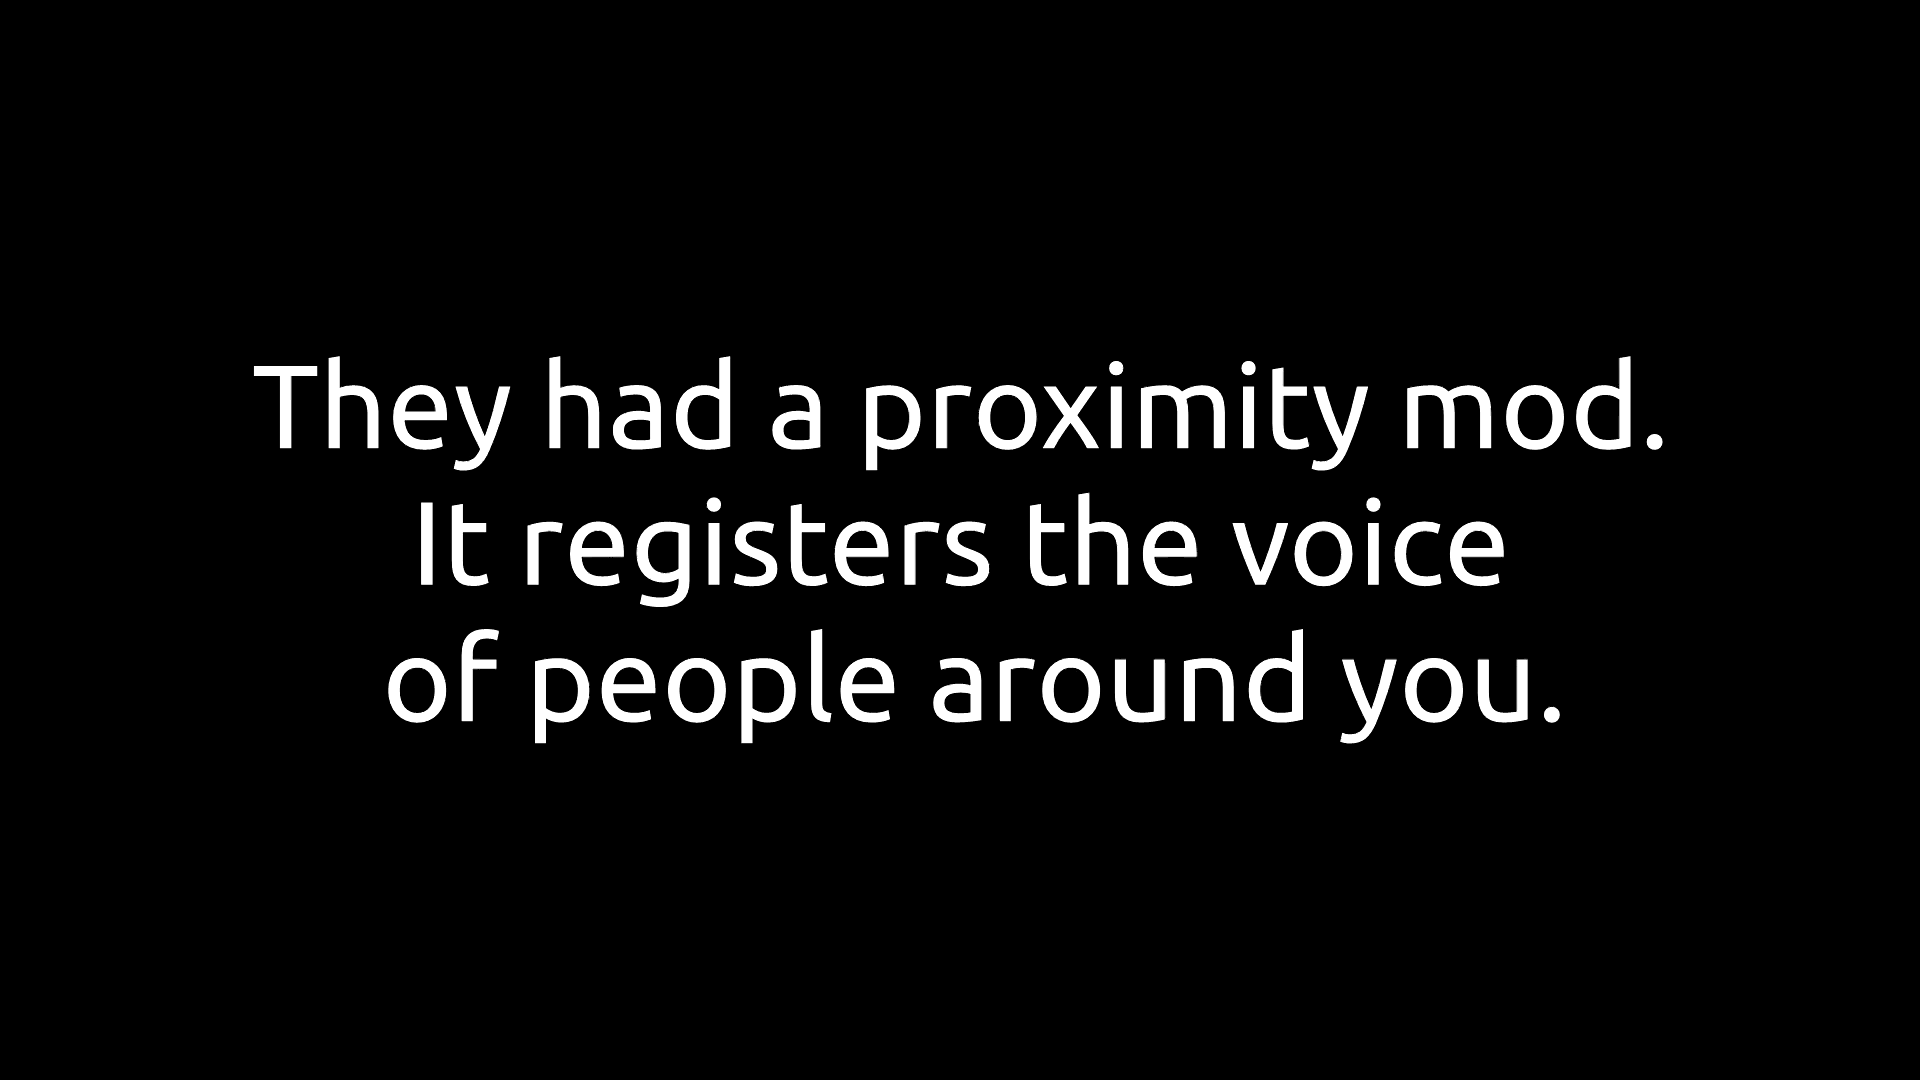 They had a proximity mod.
It registers the voice
of people around you.